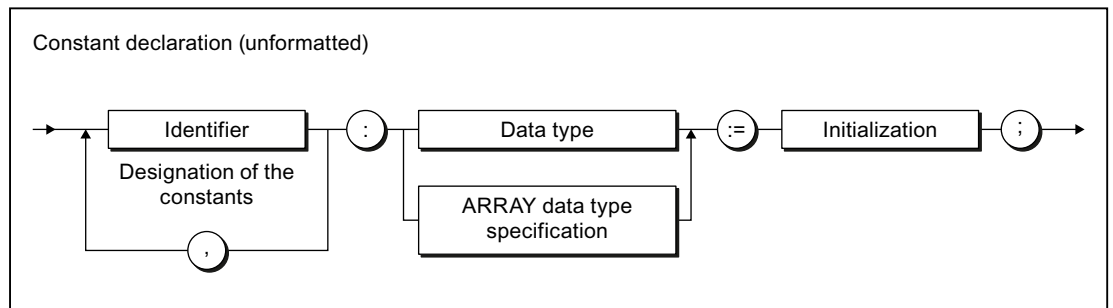 Constant declaration (unformatted)
Identifier
:
Data type
:=
Initialization
;
Designation of the
constants
ARRAY data type
specification
,